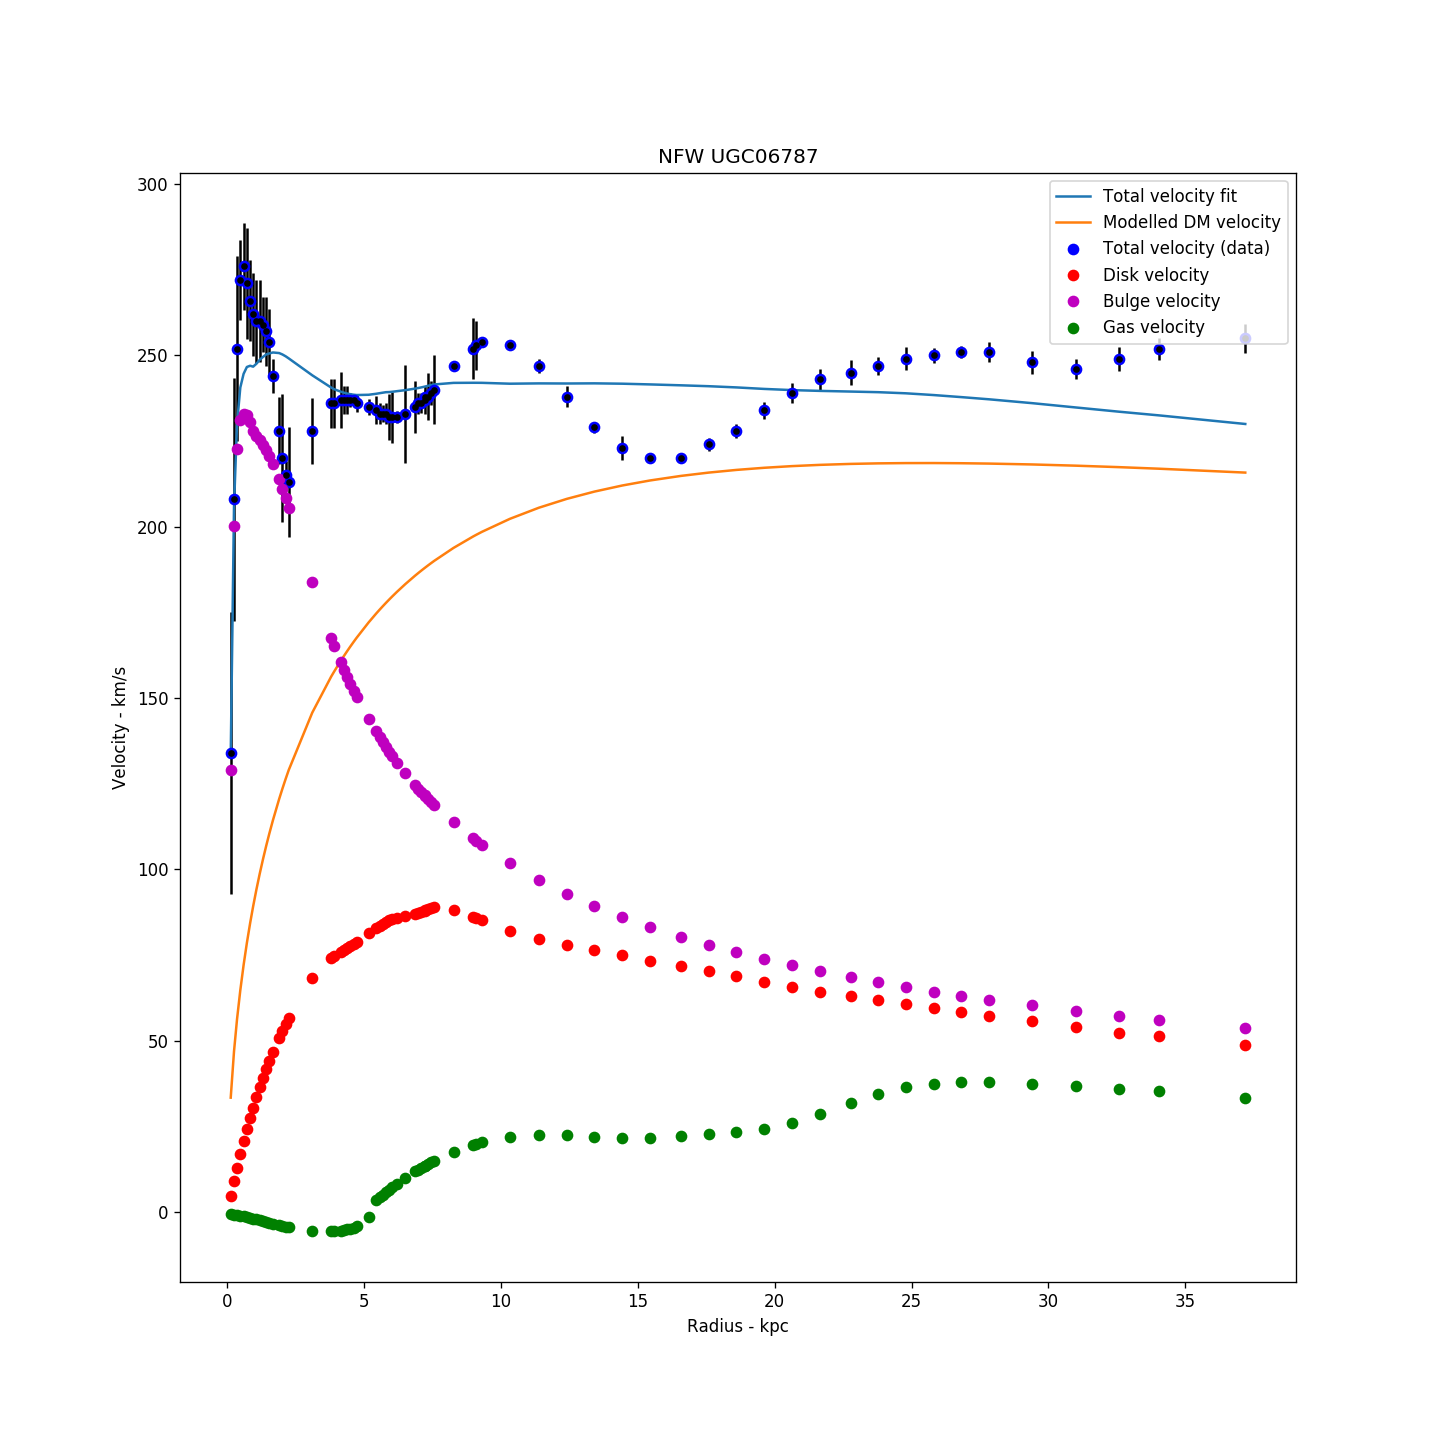 NFW UGC06787
300
250
200
150
100
50
0
Velocity - km/s
Total velocity fit
Modelled DM velocity
Total velocity (data)
Disk velocity
Bulge velocity
Gas velocity
0 5 10 15 20 25 30 35
Radius - kpc